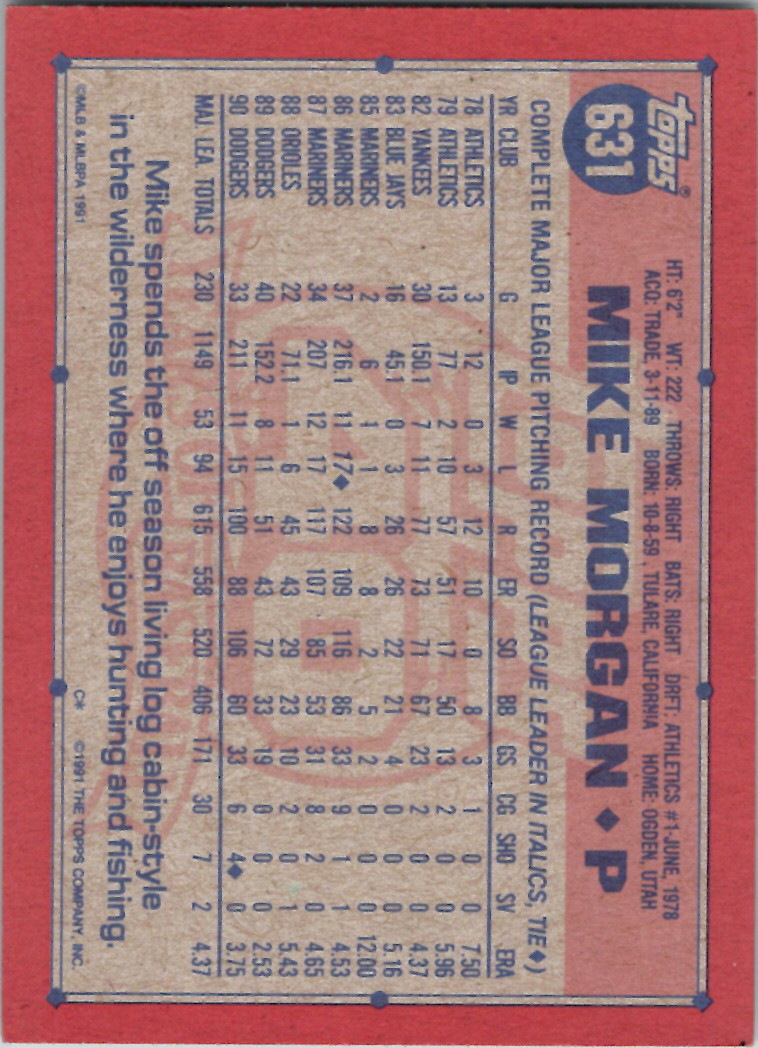 topps®
631
HT: 6'2" WT: 222 THROWS: RIGHT BATS: RIGHT DRFT: ATHLETICS #1-JUNE, 1978
ACQ: TRADE, 3-11-89 BORN: 10-8-59, TULARE, CALIFORNIA HOME: OGDEN, UTAH
MIKE MORGAN ♦ P
COMPLETE MAJOR LEAGUE PITCHING RECORD (LEAGUE LEADER IN ITALICS, TIE♦)
YR CLUB G IP W L R ER SO BB GS CG SHO SV ERA
78 ATHLETICS 3 12 0 3 12 10 0 8 3 1 0 0 7.50
79 ATHLETICS 13 77 2 10 57 51 17 50 13 2 0 0 5.96
82 YANKEES 30 150.1 7 11 77 73 71 67 23 2 0 0 4.37
83 BLUE JAYS 16 45.1 0 3 26 26 22 21 4 0 0 0 5.16
85 MARINERS 2 6 1 1 8 8 2 5 2 0 0 0 12.00
86 MARINERS 37 216.1 11 17♦ 122 109 116 86 33 9 1 1 4.53
87 MARINERS 34 207 12 17 117 107 85 53 31 8 2 0 4.65
88 ORIOLES 22 71.1 1 6 45 43 29 23 10 2 0 1 5.43
89 DODGERS 40 152.2 8 11 51 43 72 33 19 0 0 0 2.53
90 DODGERS 33 211 11 15 100 88 106 60 33 6 4♦ 0 3.75
MAJ. LEA. TOTALS 230 1149 53 94 615 558 520 406 171 30 7 2 4.37
Mike spends the off season living log cabin-style
in the wilderness where he enjoys hunting and fishing.
©MLB & MLBPA 1991 C* ©1991 THE TOPPS COMPANY, INC.